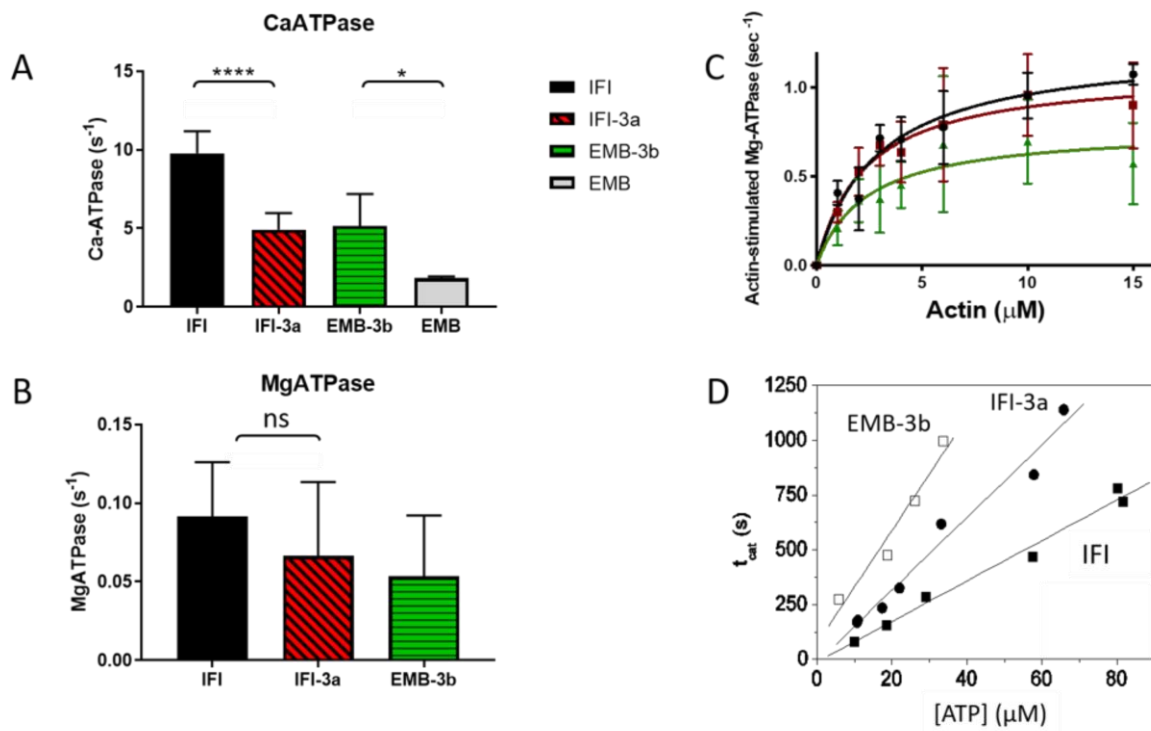 A
CaATPase
Ca-ATPase (s⁻¹)
15
10
5
0
****
*
IFI
IFI-3a
EMB-3b
EMB
IFI
IFI-3a
EMB-3b
EMB
B
MgATPase
MgATPase (s⁻¹)
0.15
0.10
0.05
0.00
ns
IFI
IFI-3a
EMB-3b
C
Actin-stimulated Mg-ATPase (sec ⁻¹)
1.0
0.5
0.0
0
5
10
15
Actin (μM)
D
t_cat (s)
1250
1000
750
500
250
0
EMB-3b
IFI-3a
IFI
0
20
40
60
80
[ATP] (μM)